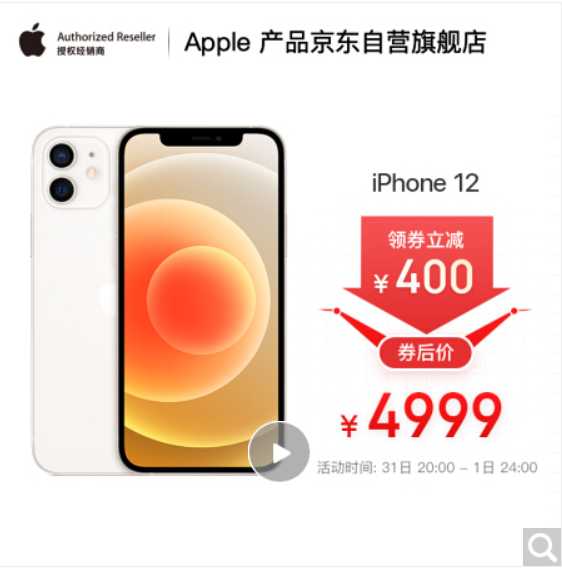 Authorized Reseller
授权经销商
Apple 产品京东自营旗舰店
iPhone 12
领券立减
¥400
券后价
¥4999
活动时间: 31日 20:00 - 1日 24:00